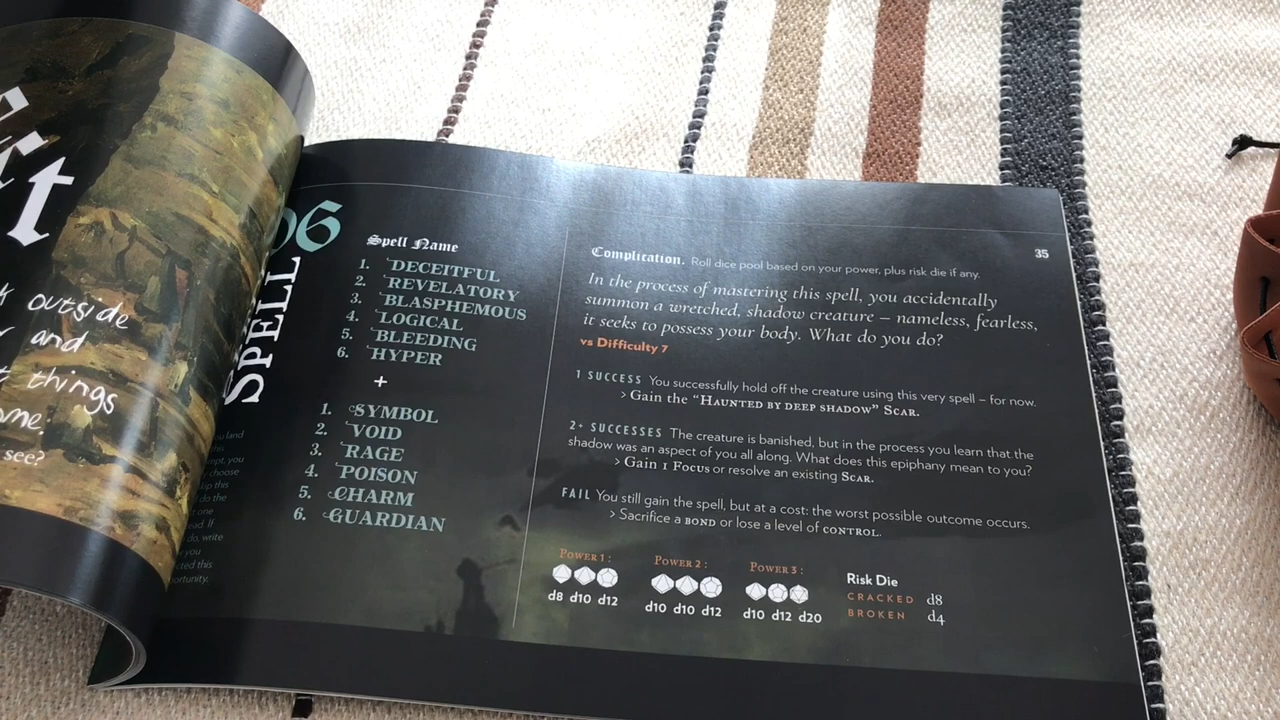 ct
outside
and
things
see?
06
SPELL
Spell Name
1. DECEITFUL
2. REVELATORY
3. BLASPHEMOUS
4. LOGICAL
5. BLEEDING
6. HYPER
+
1. SYMBOL
2. VOID
3. RAGE
4. POISON
5. CHARM
6. GUARDIAN
35
Complication. Roll dice pool based on your power, plus risk die if any.
In the process of mastering this spell, you accidentally
summon a wretched, shadow creature – nameless, fearless,
it seeks to possess your body. What do you do?
vs Difficulty 7
1 SUCCESS You successfully hold off the creature using this very spell – for now.
> Gain the “HAUNTED BY DEEP SHADOW” SCAR.
2+ SUCCESSES The creature is banished, but in the process you learn that the
shadow was an aspect of you all along. What does this epiphany mean to you?
> Gain 1 Focus or resolve an existing SCAR.
FAIL You still gain the spell, but at a cost: the worst possible outcome occurs.
> Sacrifice a BOND or lose a level of CONTROL.
POWER 1: POWER 2: POWER 3:
d8 d10 d12 d10 d10 d12 d10 d12 d20
Risk Die
CRACKED d8
BROKEN d4